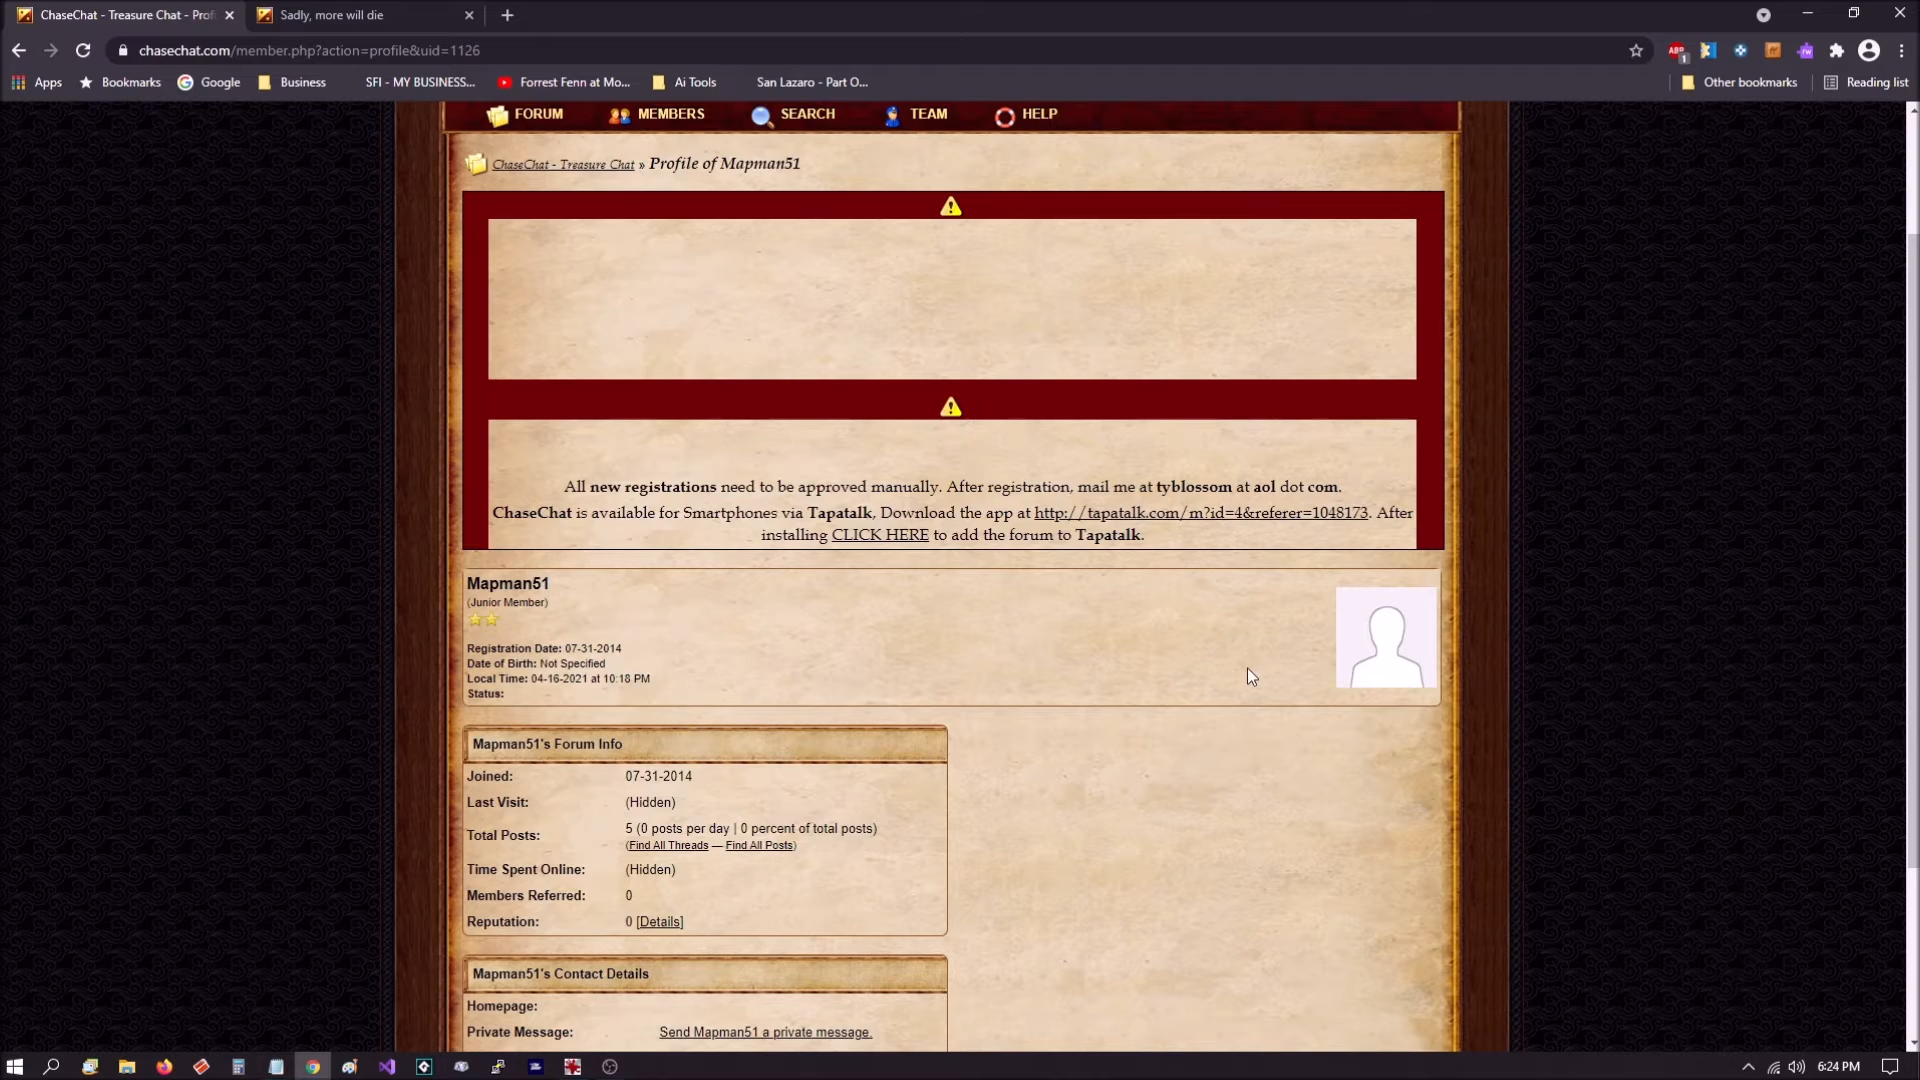 ChaseChat - Treasure Chat - Prof
Sadly, more will die
chasechat.com/member.php?action=profile&uid=1126
ABP
1
Apps
Bookmarks
Google
Business
SFI - MY BUSINESS...
Forrest Fenn at Mo...
Ai Tools
San Lazaro - Part O...
Other bookmarks
Reading list
FORUM
MEMBERS
SEARCH
TEAM
HELP
ChaseChat - Treasure Chat » Profile of Mapman51
All new registrations need to be approved manually. After registration, mail me at tyblossom at aol dot com.
ChaseChat is available for Smartphones via Tapatalk, Download the app at http://tapatalk.com/m?id=4&referer=1048173. After
installing CLICK HERE to add the forum to Tapatalk.
Mapman51
(Junior Member)
Registration Date: 07-31-2014
Date of Birth: Not Specified
Local Time: 04-16-2021 at 10:18 PM
Status:
Mapman51's Forum Info
Joined: 07-31-2014
Last Visit: (Hidden)
Total Posts: 5 (0 posts per day | 0 percent of total posts)
(Find All Threads — Find All Posts)
Time Spent Online: (Hidden)
Members Referred: 0
Reputation: 0 [Details]
Mapman51's Contact Details
Homepage:
Private Message: Send Mapman51 a private message.
6:24 PM